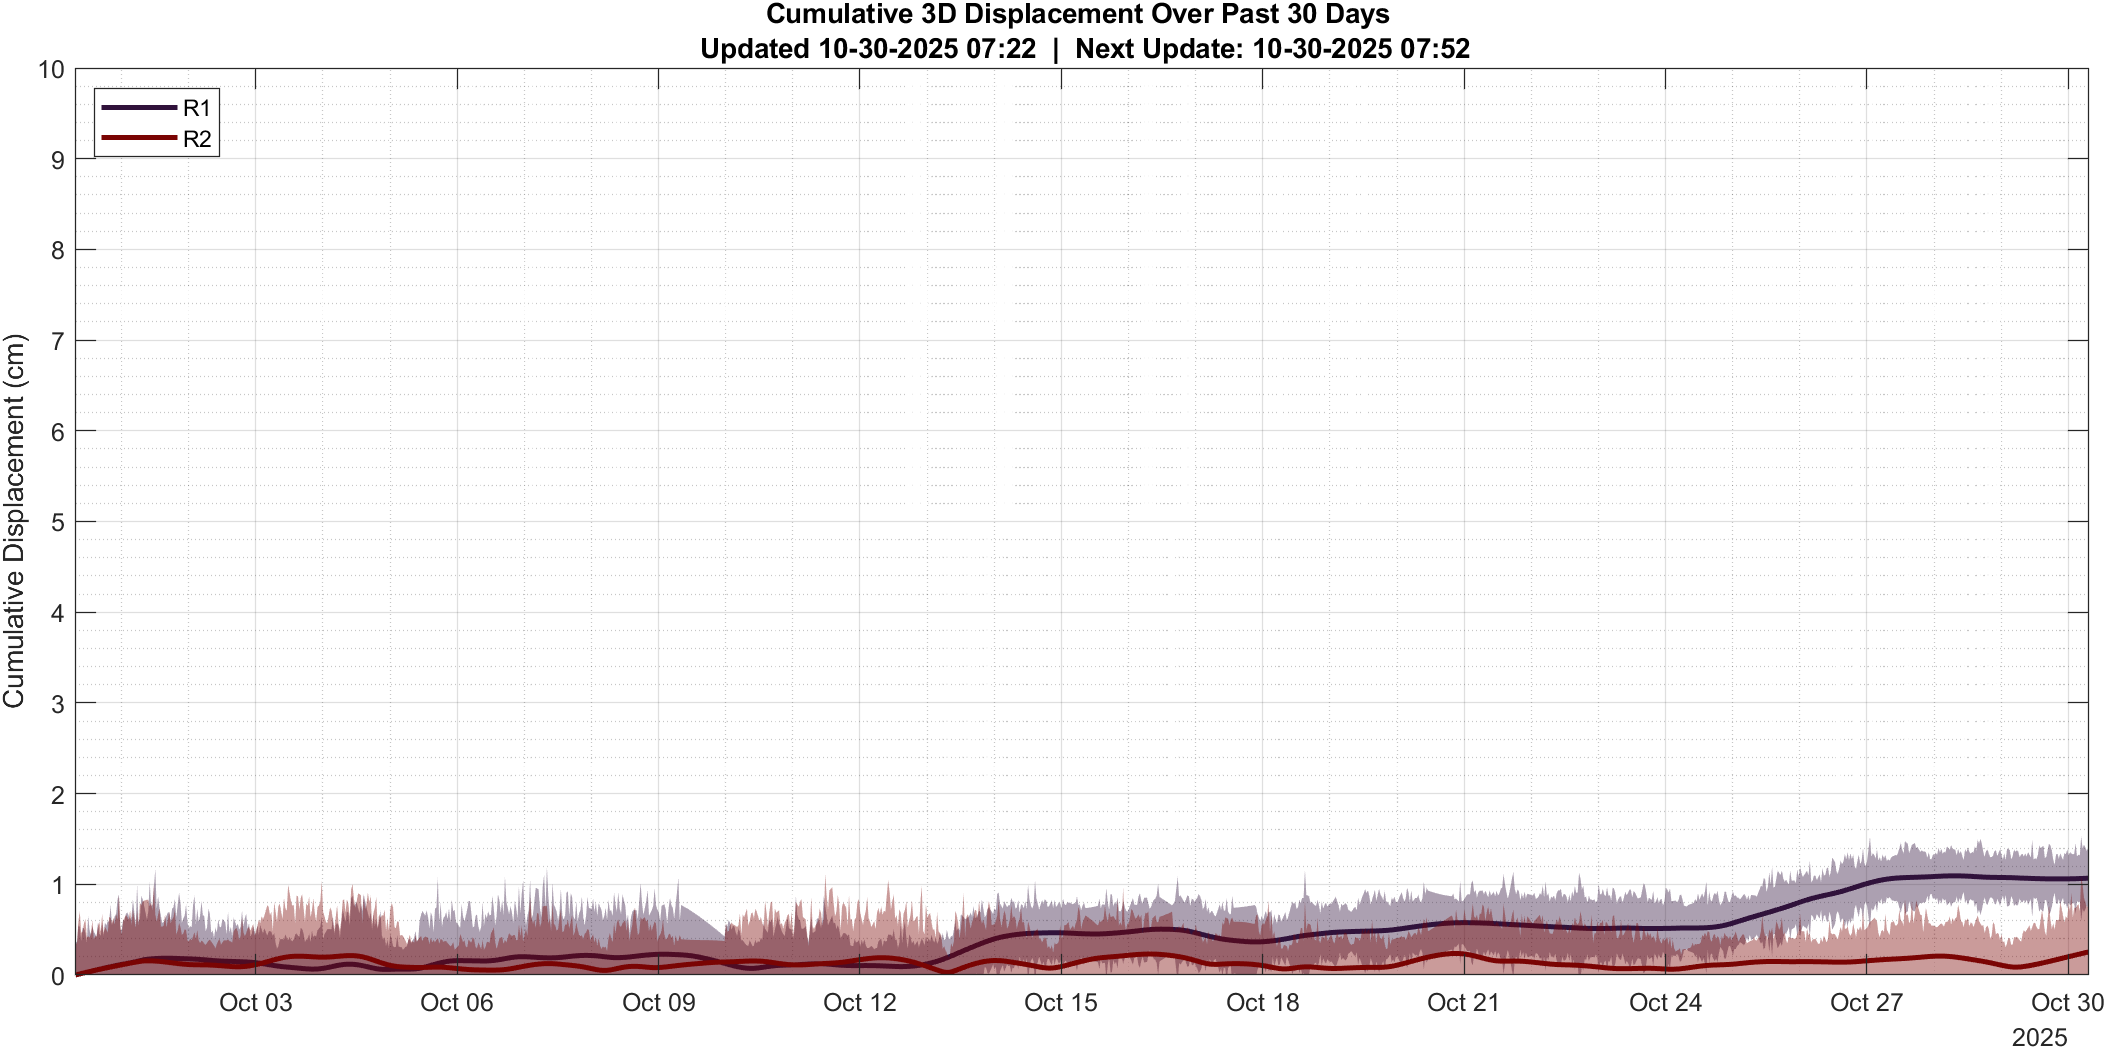 Cumulative 3D Displacement Over Past 30 Days
Updated 10-30-2025 07:22 | Next Update: 10-30-2025 07:52
R1
R2
Cumulative Displacement (cm)
10
9
8
7
6
5
4
3
2
1
0
Oct 03 Oct 06 Oct 09 Oct 12 Oct 15 Oct 18 Oct 21 Oct 24 Oct 27 Oct 30
2025